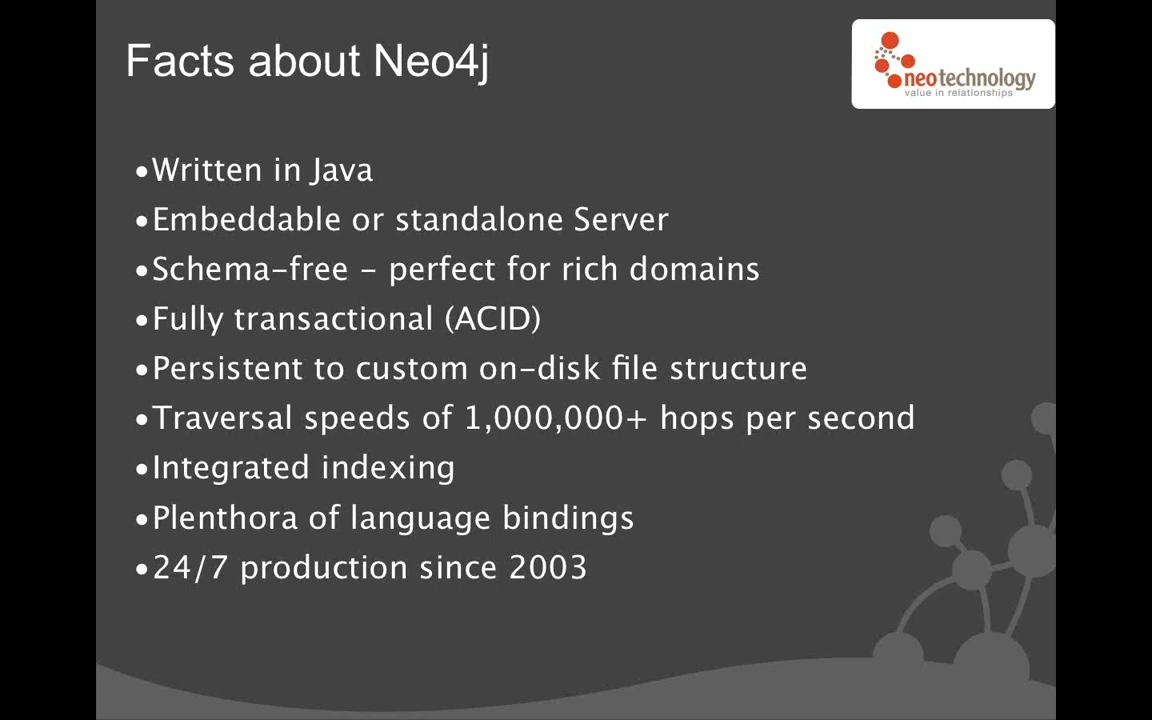 Facts about Neo4j
neotechnology
value in relationships
•Written in Java
•Embeddable or standalone Server
•Schema-free - perfect for rich domains
•Fully transactional (ACID)
•Persistent to custom on-disk file structure
•Traversal speeds of 1,000,000+ hops per second
•Integrated indexing
•Plenthora of language bindings
•24/7 production since 2003